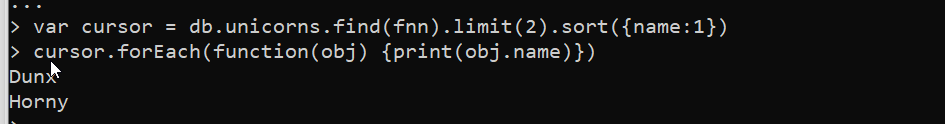 ...
> var cursor = db.unicorns.find(fnn).limit(2).sort({name:1})
> cursor.forEach(function(obj) {print(obj.name)})
Dunx
Horny
>